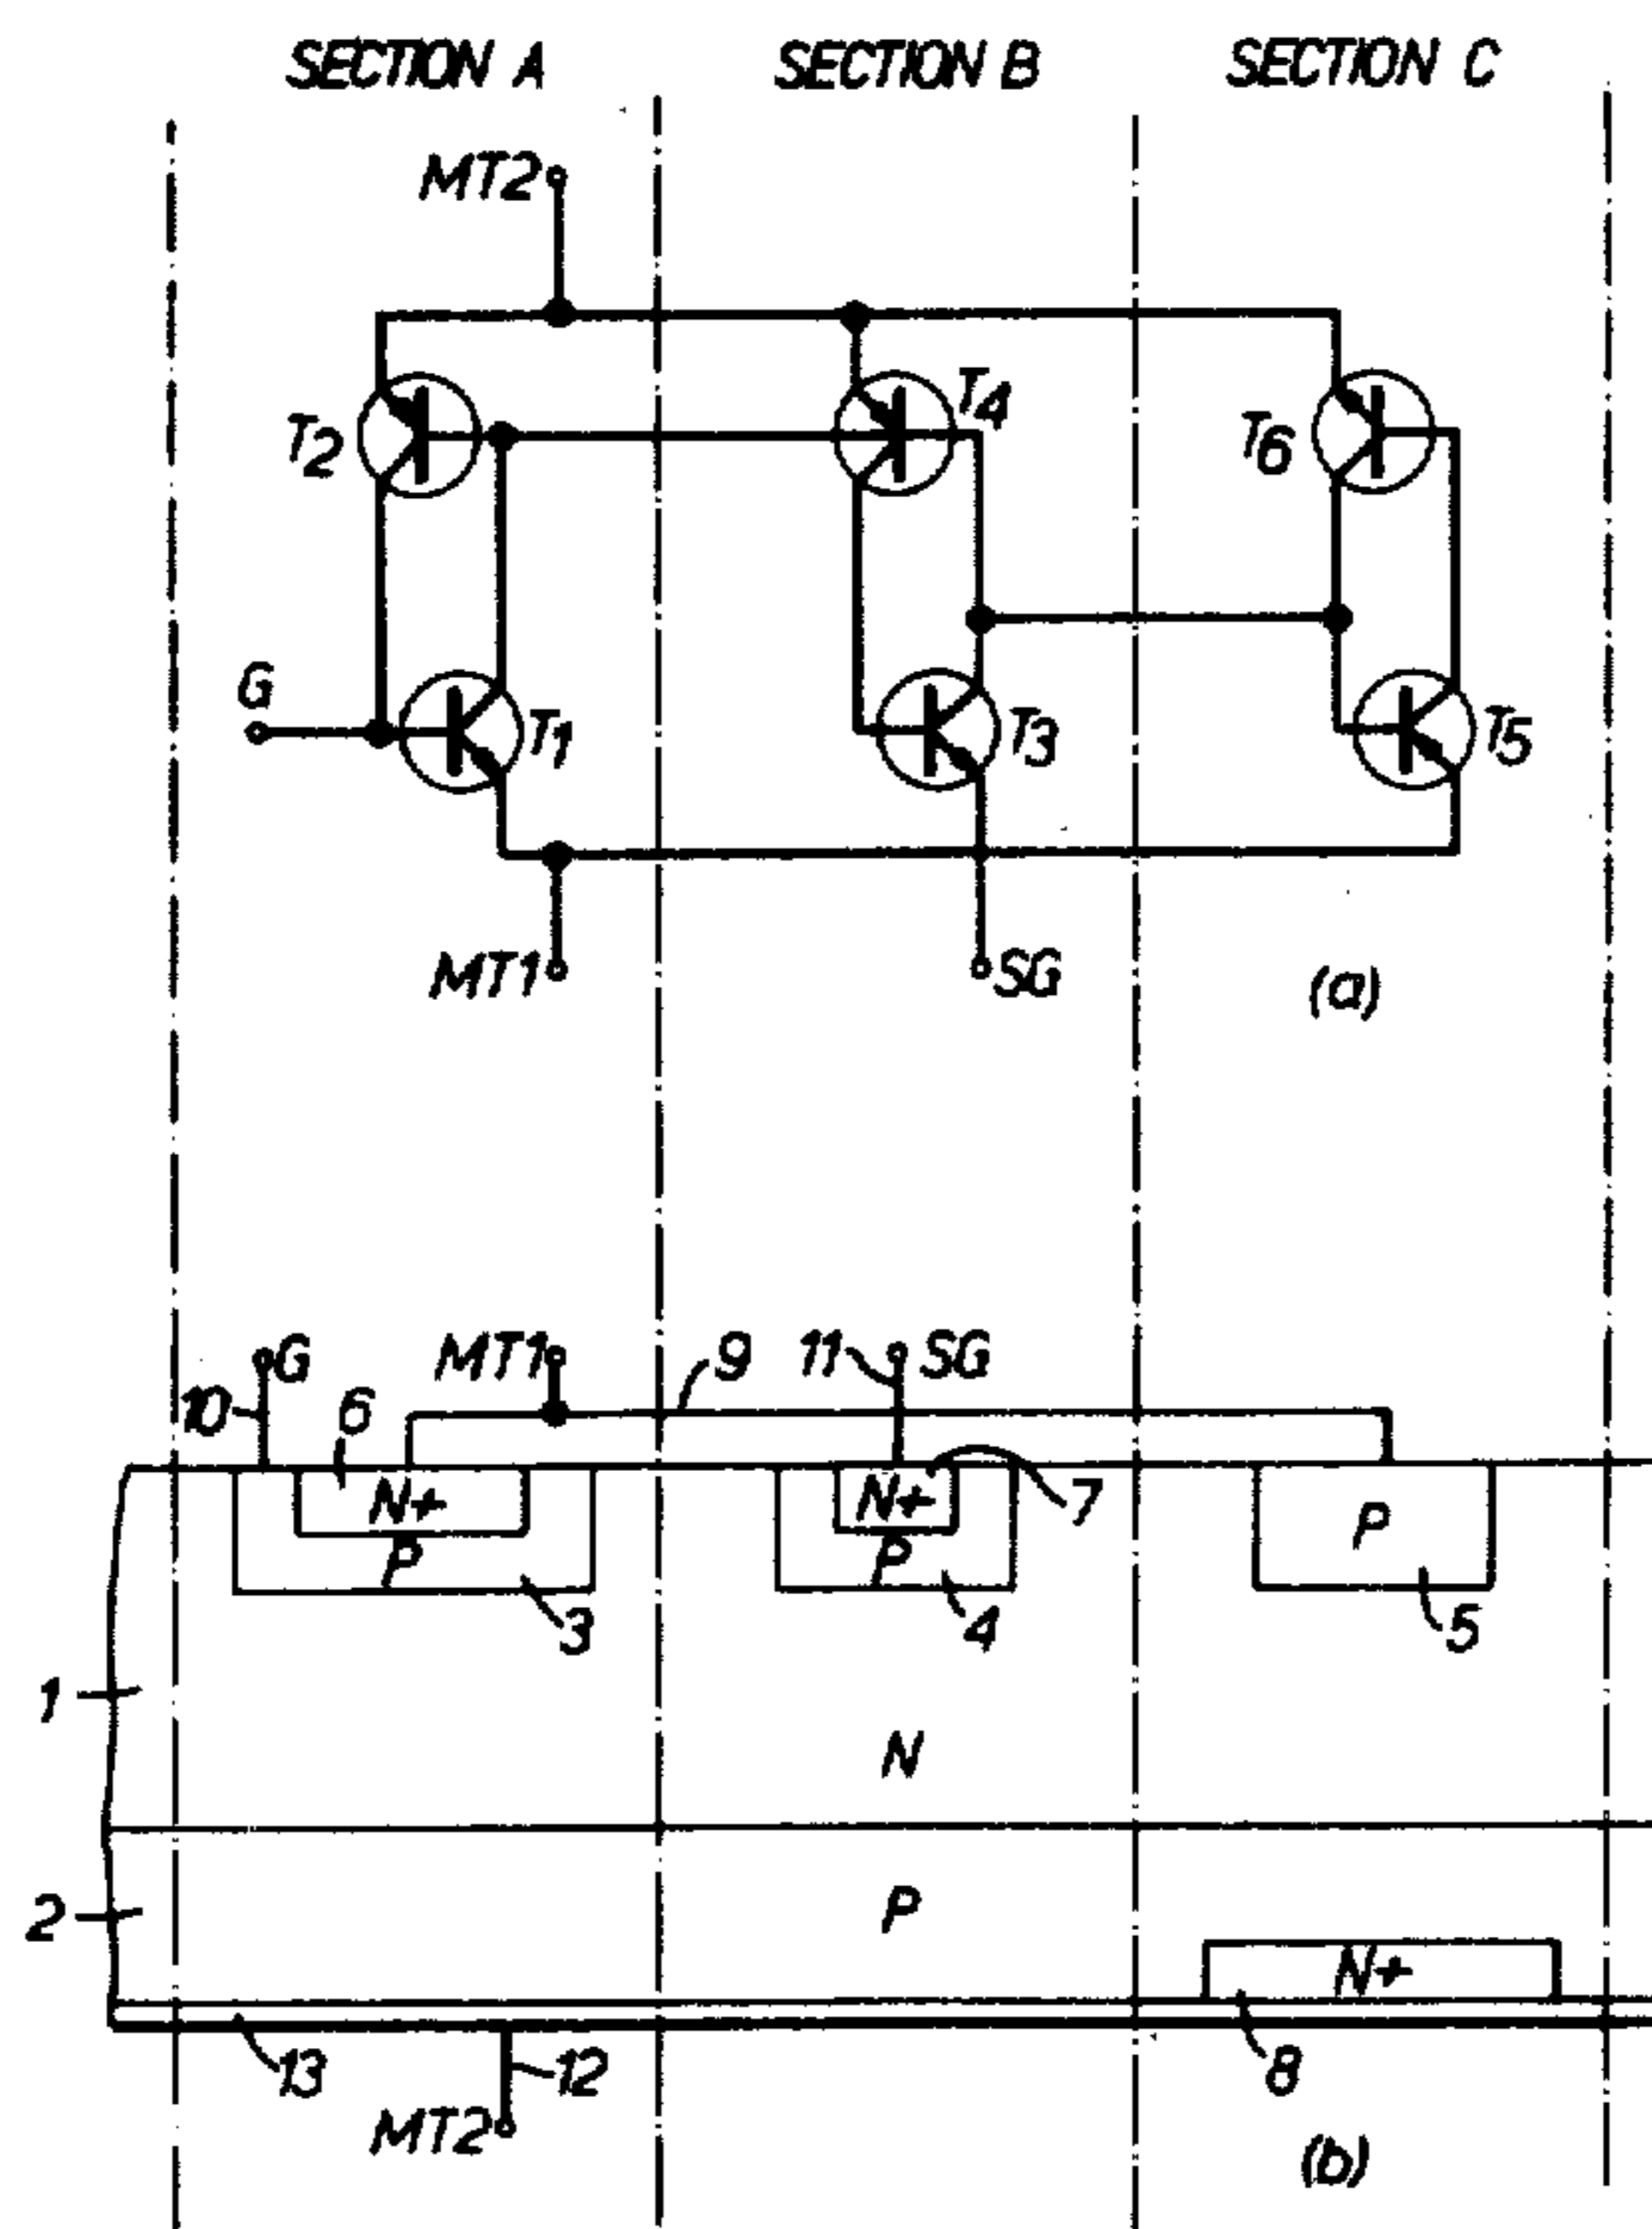 SECTION A SECTION B SECTION C
MT2
T2 T4 T6
G T1 T3 T5
MT1 SG (a)
10 G 6 MT1 9 11 SG
N+ N+ 7 P
P P
3 4 5
1
N
2 P
N+
13 12 8
MT2 (b)